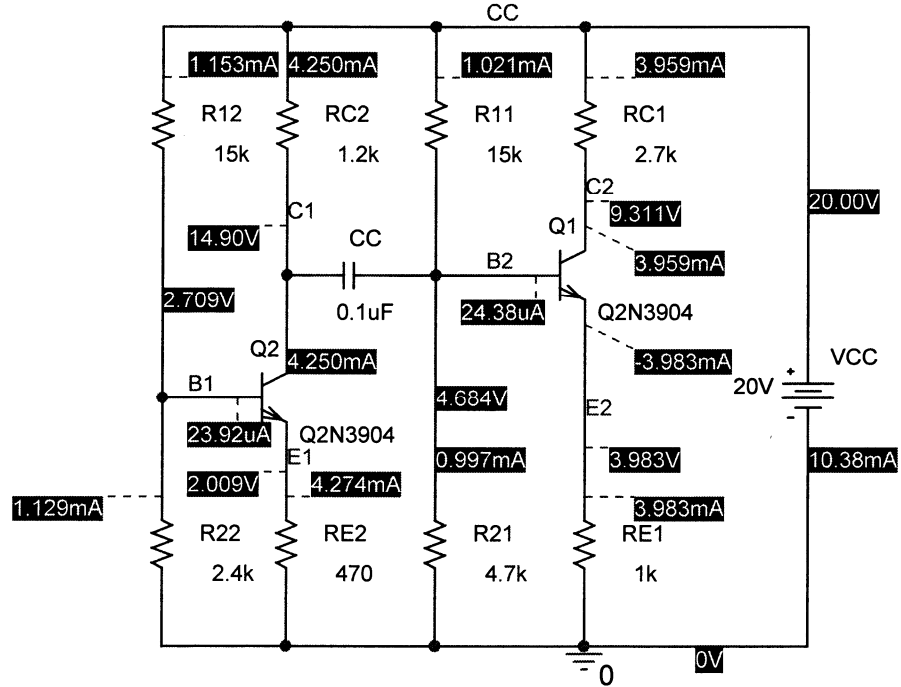 CC
1.153mA 4.250mA 1.021mA 3.959mA
R12 RC2 R11 RC1
15k 1.2k 15k 2.7k
C1 C2
20.00V
9.311V
14.90V CC Q1
3.959mA
B2
2.709V 0.1uF 24.38uA Q2N3904
Q2 4.250mA -3.983mA VCC
B1 20V + -
4.684V
E2
23.92uA Q2N3904
E1
2.009V 4.274mA 0.997mA 3.983V 10.38mA
1.129mA 3.983mA
R22 RE2 R21 RE1
2.4k 470 4.7k 1k
0 0V